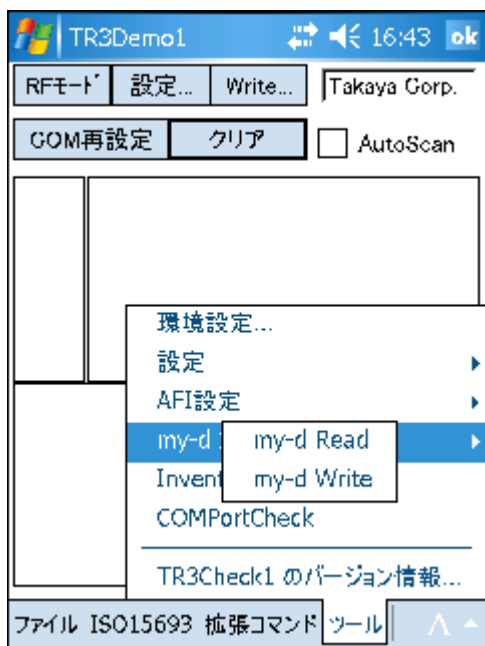 TR3Demo1 16:43 ok
RFモード 設定... Write... Takaya Corp.
COM再設定 クリア AutoScan
環境設定...
設定
AFI設定
my-d my-d Read
Invent my-d Write
COMPortCheck
TR3Check1 のバージョン情報...
ファイル ISO15693 拡張コマンド ツール